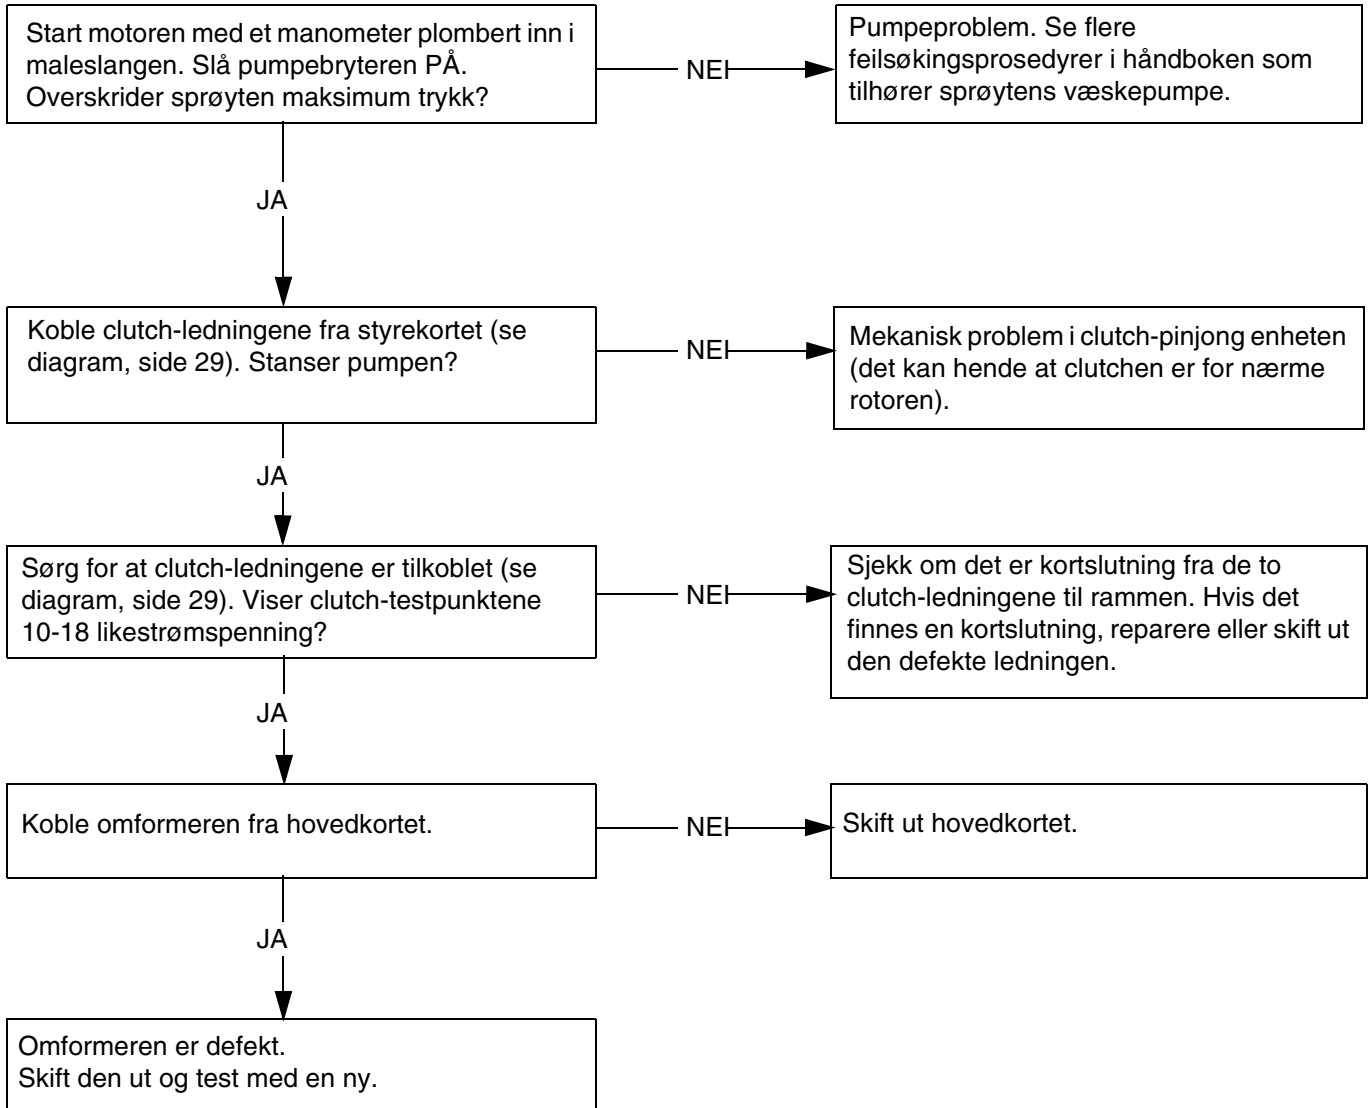 Start motoren med et manometer plombert inn i
maleslangen. Slå pumpebryteren PÅ.
Overskrider sprøyten maksimum trykk?
NEI
Pumpeproblem. Se flere
feilsøkingsprosedyrer i håndboken som
tilhører sprøytens væskepumpe.
JA
Koble clutch-ledningene fra styrekortet (se
diagram, side 29). Stanser pumpen?
NEI
Mekanisk problem i clutch-pinjong enheten
(det kan hende at clutchen er for nærme
rotoren).
JA
Sørg for at clutch-ledningene er tilkoblet (se
diagram, side 29). Viser clutch-testpunktene
10-18 likestrømspenning?
NEI
Sjekk om det er kortslutning fra de to
clutch-ledningene til rammen. Hvis det
finnes en kortslutning, reparere eller skift ut
den defekte ledningen.
JA
Koble omformeren fra hovedkortet.
NEI
Skift ut hovedkortet.
JA
Omformeren er defekt.
Skift den ut og test med en ny.